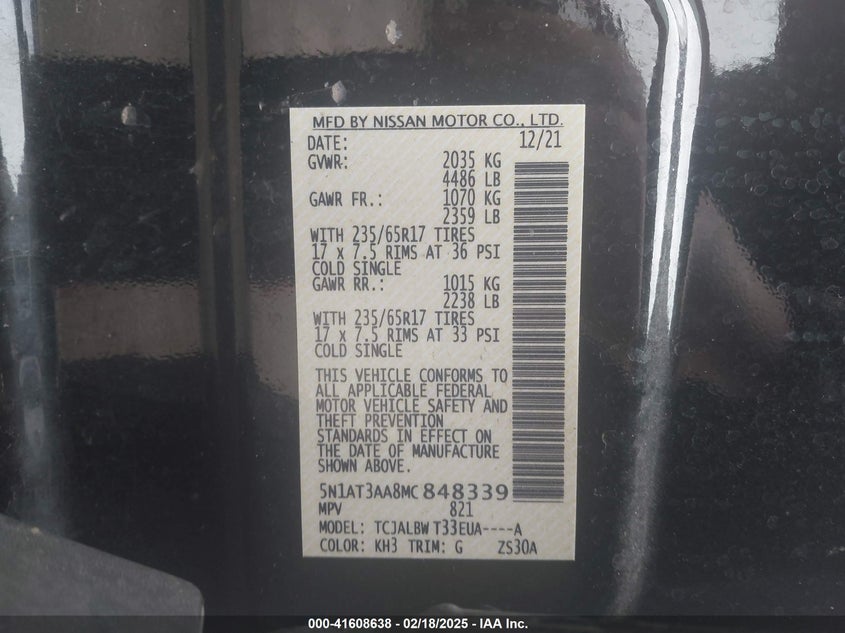 MFD BY NISSAN MOTOR CO., LTD.
DATE: 12/21
GVWR: 2035 KG
4486 LB
GAWR FR.: 1070 KG
2359 LB
WITH 235/65R17 TIRES
17 x 7.5 RIMS AT 36 PSI
COLD SINGLE
GAWR RR.: 1015 KG
2238 LB
WITH 235/65R17 TIRES
17 x 7.5 RIMS AT 33 PSI
COLD SINGLE
THIS VEHICLE CONFORMS TO
ALL APPLICABLE FEDERAL
MOTOR VEHICLE SAFETY AND
THEFT PREVENTION
STANDARDS IN EFFECT ON
THE DATE OF MANUFACTURE
SHOWN ABOVE.
5N1AT3AA8MC848339
MPV 821
MODEL: TCJALBW T33EUA----A
COLOR: KH3 TRIM: G ZS30A
000-41608638 - 02/18/2025 - IAA Inc.